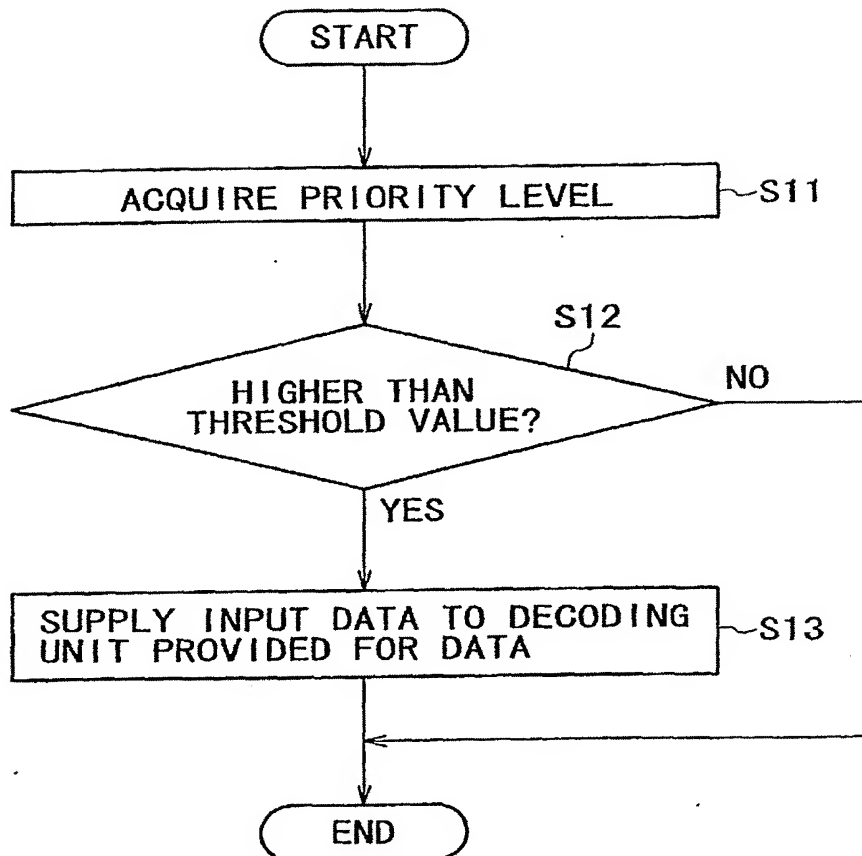 START
ACQUIRE PRIORITY LEVEL
S11
S12
HIGHER THAN
THRESHOLD VALUE?
NO
YES
SUPPLY INPUT DATA TO DECODING
UNIT PROVIDED FOR DATA
S13
END